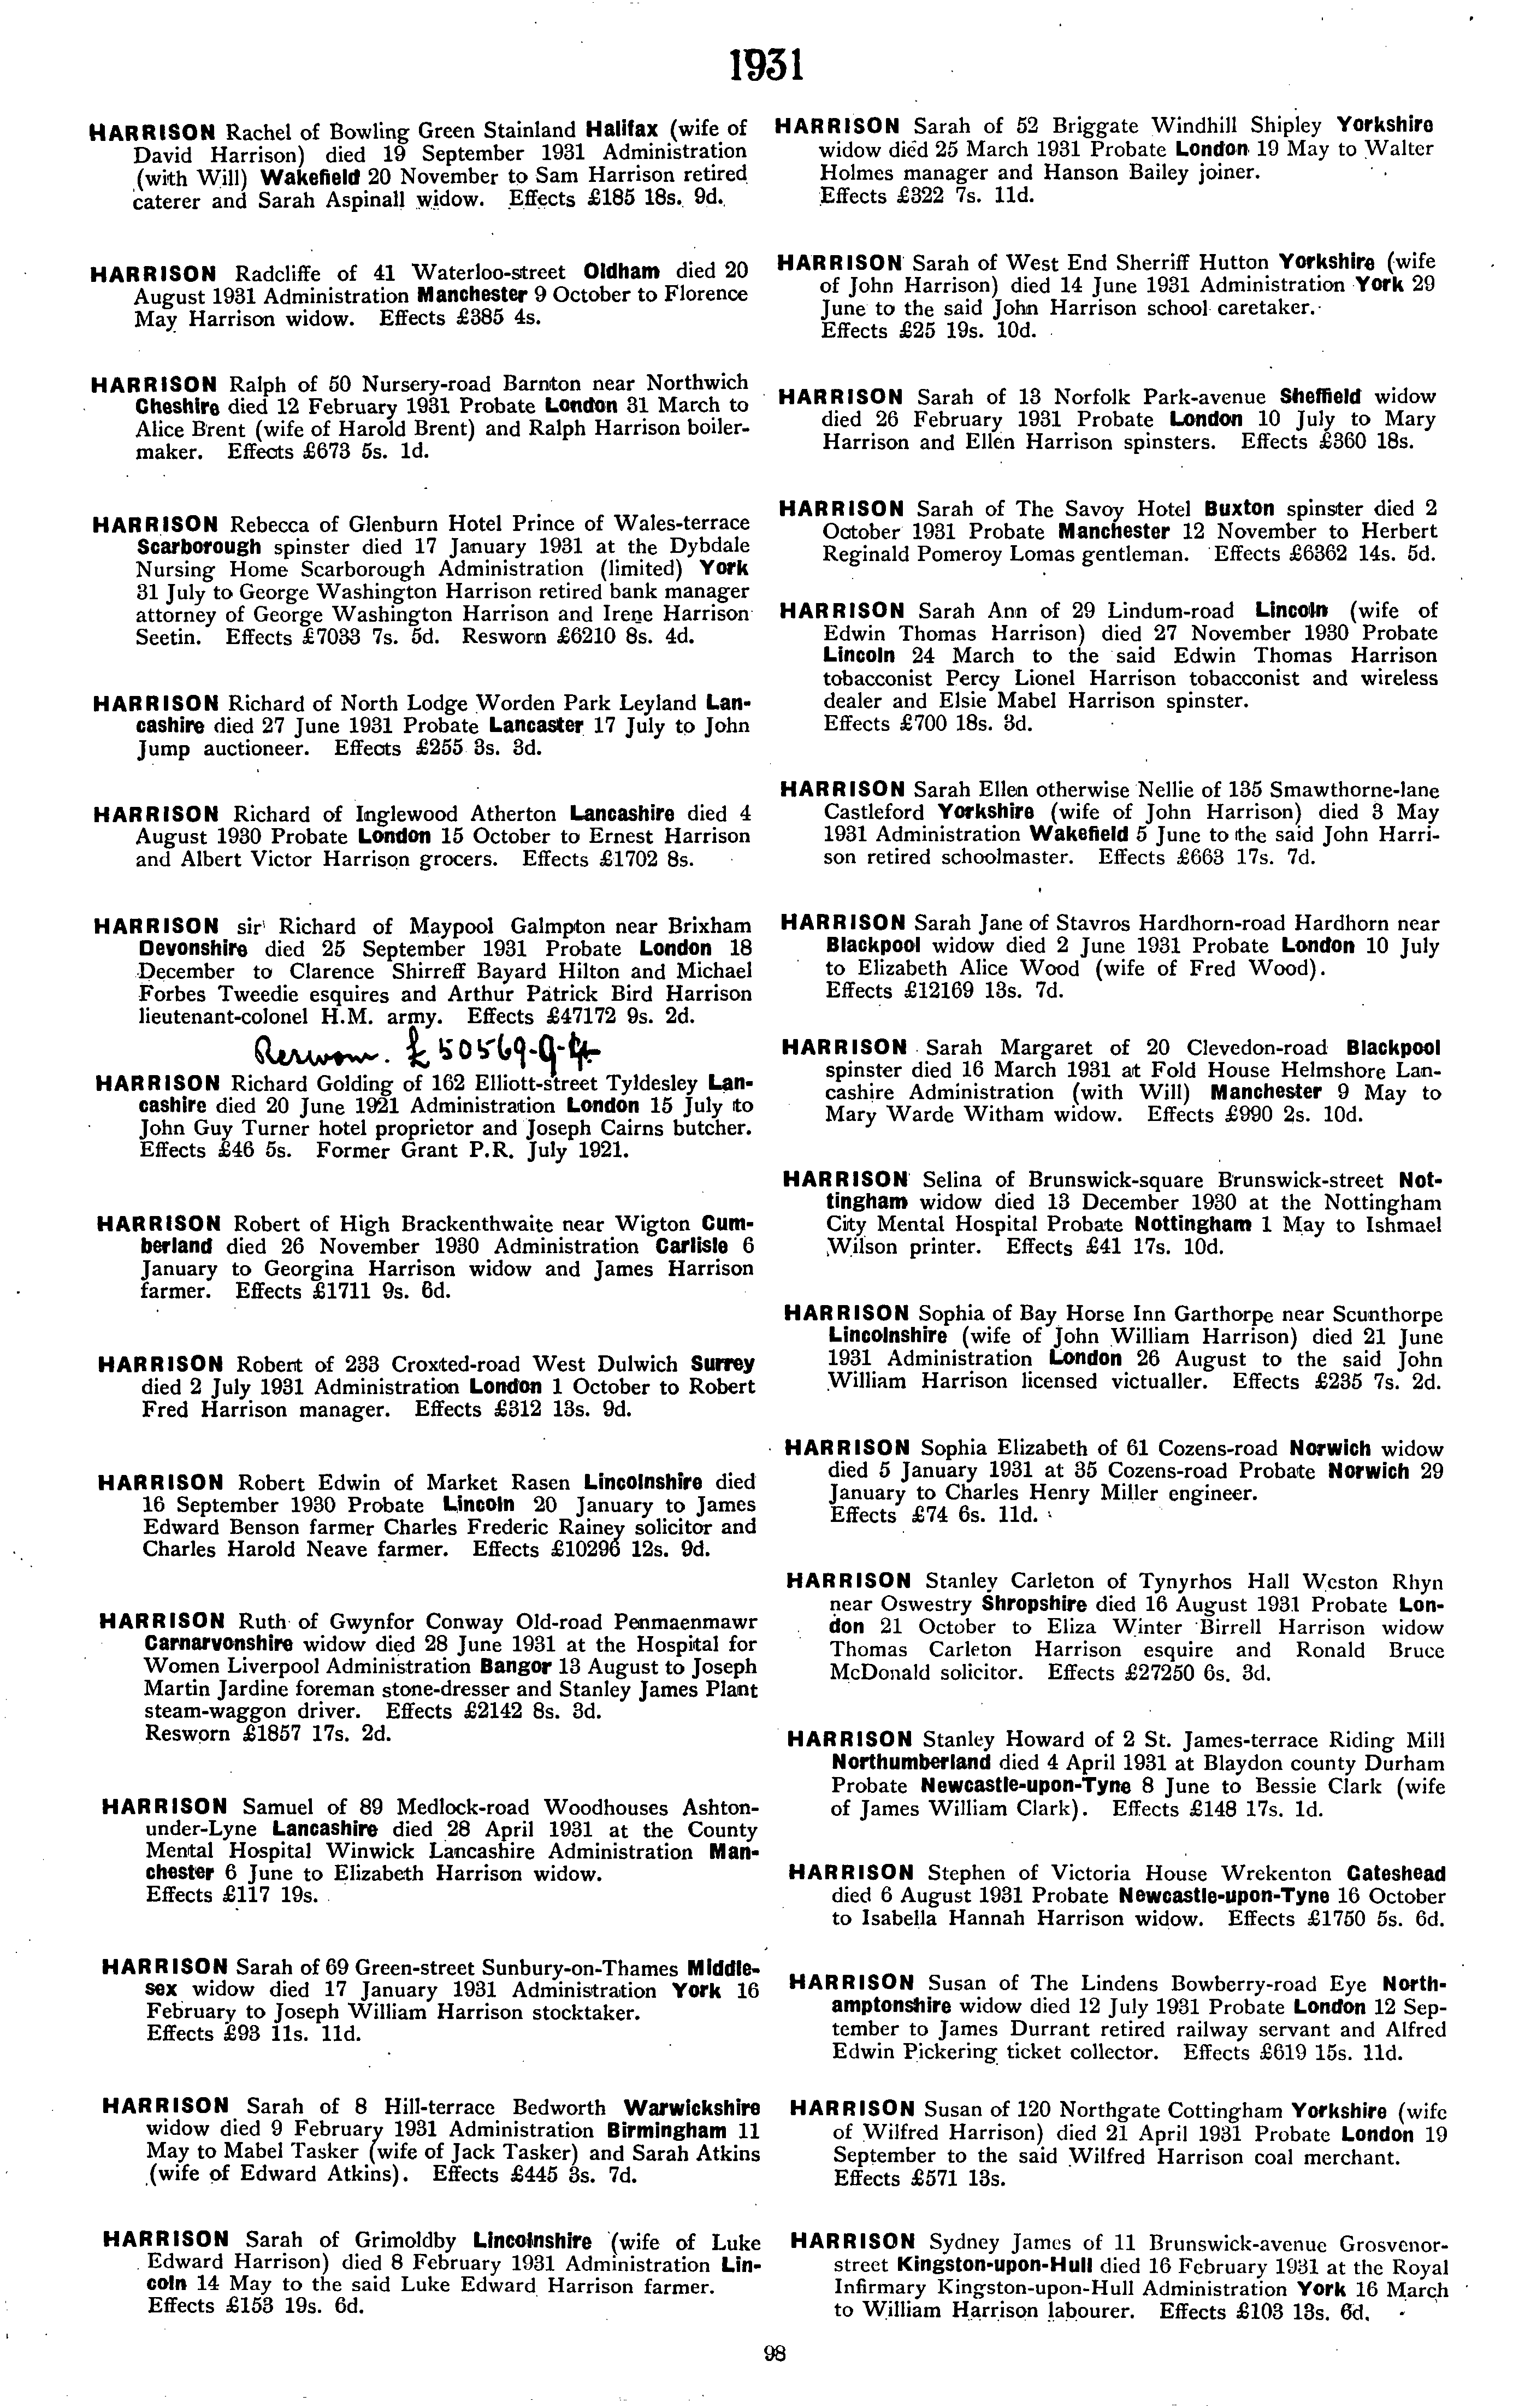 1931
HARRISON Rachel of Bowling Green Stainland Halifax (wife of
David Harrison) died 19 September 1931 Administration
(with Will) Wakefield 20 November to Sam Harrison retired
caterer and Sarah Aspinall widow. Effects £185 18s. 9d.
HARRISON Radcliffe of 41 Waterloo-street Oldham died 20
August 1931 Administration Manchester 9 October to Florence
May Harrison widow. Effects £385 4s.
HARRISON Ralph of 50 Nursery-road Barnton near Northwich
Cheshire died 12 February 1931 Probate London 31 March to
Alice Brent (wife of Harold Brent) and Ralph Harrison boiler-
maker. Effects £673 5s. 1d.
HARRISON Rebecca of Glenburn Hotel Prince of Wales-terrace
Scarborough spinster died 17 January 1931 at the Dybdale
Nursing Home Scarborough Administration (limited) York
31 July to George Washington Harrison retired bank manager
attorney of George Washington Harrison and Irene Harrison
Seetin. Effects £7033 7s. 5d. Resworn £6210 8s. 4d.
HARRISON Richard of North Lodge Worden Park Leyland Lan-
cashire died 27 June 1931 Probate Lancaster 17 July to John
Jump auctioneer. Effects £255 3s. 3d.
HARRISON Richard of Inglewood Atherton Lancashire died 4
August 1930 Probate London 15 October to Ernest Harrison
and Albert Victor Harrison grocers. Effects £1702 8s.
HARRISON sir Richard of Maypool Galmpton near Brixham
Devonshire died 25 September 1931 Probate London 18
December to Clarence Shirreff Bayard Hilton and Michael
Forbes Tweedie esquires and Arthur Patrick Bird Harrison
lieutenant-colonel H.M. army. Effects £47172 9s. 2d.
Resworn. £50569-9-4
HARRISON Richard Golding of 162 Elliott-street Tyldesley Lan-
cashire died 20 June 1921 Administration London 15 July to
John Guy Turner hotel proprietor and Joseph Cairns butcher.
Effects £46 5s. Former Grant P.R. July 1921.
HARRISON Robert of High Brackenthwaite near Wigton Cum-
berland died 26 November 1930 Administration Carlisle 6
January to Georgina Harrison widow and James Harrison
farmer. Effects £1711 9s. 6d.
HARRISON Robert of 233 Croxted-road West Dulwich Surrey
died 2 July 1931 Administration London 1 October to Robert
Fred Harrison manager. Effects £312 13s. 9d.
HARRISON Robert Edwin of Market Rasen Lincolnshire died
16 September 1930 Probate Lincoln 20 January to James
Edward Benson farmer Charles Frederic Rainey solicitor and
Charles Harold Neave farmer. Effects £10296 12s. 9d.
HARRISON Ruth of Gwynfor Conway Old-road Penmaenmawr
Carnarvonshire widow died 28 June 1931 at the Hospital for
Women Liverpool Administration Bangor 13 August to Joseph
Martin Jardine foreman stone-dresser and Stanley James Plant
steam-waggon driver. Effects £2142 8s. 3d.
Resworn £1857 17s. 2d.
HARRISON Samuel of 89 Medlock-road Woodhouses Ashton-
under-Lyne Lancashire died 28 April 1931 at the County
Mental Hospital Winwick Lancashire Administration Man-
chester 6 June to Elizabeth Harrison widow.
Effects £117 19s.
HARRISON Sarah of 69 Green-street Sunbury-on-Thames Middle-
sex widow died 17 January 1931 Administration York 16
February to Joseph William Harrison stocktaker.
Effects £93 11s. 11d.
HARRISON Sarah of 8 Hill-terrace Bedworth Warwickshire
widow died 9 February 1931 Administration Birmingham 11
May to Mabel Tasker (wife of Jack Tasker) and Sarah Atkins
(wife of Edward Atkins). Effects £445 3s. 7d.
HARRISON Sarah of Grimoldby Lincolnshire (wife of Luke
Edward Harrison) died 8 February 1931 Administration Lin-
coln 14 May to the said Luke Edward Harrison farmer.
Effects £153 19s. 6d.
HARRISON Sarah of 52 Briggate Windhill Shipley Yorkshire
widow died 25 March 1931 Probate London 19 May to Walter
Holmes manager and Hanson Bailey joiner.
Effects £322 7s. 11d.
HARRISON Sarah of West End Sherriff Hutton Yorkshire (wife
of John Harrison) died 14 June 1931 Administration York 29
June to the said John Harrison school caretaker.
Effects £25 19s. 10d.
HARRISON Sarah of 13 Norfolk Park-avenue Sheffield widow
died 26 February 1931 Probate London 10 July to Mary
Harrison and Ellen Harrison spinsters. Effects £360 18s.
HARRISON Sarah of The Savoy Hotel Buxton spinster died 2
October 1931 Probate Manchester 12 November to Herbert
Reginald Pomeroy Lomas gentleman. Effects £6362 14s. 5d.
HARRISON Sarah Ann of 29 Lindum-road Lincoln (wife of
Edwin Thomas Harrison) died 27 November 1930 Probate
Lincoln 24 March to the said Edwin Thomas Harrison
tobacconist Percy Lionel Harrison tobacconist and wireless
dealer and Elsie Mabel Harrison spinster.
Effects £700 18s. 3d.
HARRISON Sarah Ellen otherwise Nellie of 135 Smawthorne-lane
Castleford Yorkshire (wife of John Harrison) died 3 May
1931 Administration Wakefield 5 June to the said John Harri-
son retired schoolmaster. Effects £663 17s. 7d.
HARRISON Sarah Jane of Stavros Hardhorn-road Hardhorn near
Blackpool widow died 2 June 1931 Probate London 10 July
to Elizabeth Alice Wood (wife of Fred Wood).
Effects £12169 13s. 7d.
HARRISON Sarah Margaret of 20 Clevedon-road Blackpool
spinster died 16 March 1931 at Fold House Helmshore Lan-
cashire Administration (with Will) Manchester 9 May to
Mary Warde Witham widow. Effects £990 2s. 10d.
HARRISON Selina of Brunswick-square Brunswick-street Not-
tingham widow died 13 December 1930 at the Nottingham
City Mental Hospital Probate Nottingham 1 May to Ishmael
Wilson printer. Effects £41 17s. 10d.
HARRISON Sophia of Bay Horse Inn Garthorpe near Scunthorpe
Lincolnshire (wife of John William Harrison) died 21 June
1931 Administration London 26 August to the said John
William Harrison licensed victualler. Effects £235 7s. 2d.
HARRISON Sophia Elizabeth of 61 Cozens-road Norwich widow
died 5 January 1931 at 35 Cozens-road Probate Norwich 29
January to Charles Henry Miller engineer.
Effects £74 6s. 11d.
HARRISON Stanley Carleton of Tynyrhos Hall Weston Rhyn
near Oswestry Shropshire died 16 August 1931 Probate Lon-
don 21 October to Eliza Winter Birrell Harrison widow
Thomas Carleton Harrison esquire and Ronald Bruce
McDonald solicitor. Effects £27250 6s. 3d.
HARRISON Stanley Howard of 2 St. James-terrace Riding Mill
Northumberland died 4 April 1931 at Blaydon county Durham
Probate Newcastle-upon-Tyne 8 June to Bessie Clark (wife
of James William Clark). Effects £148 17s. 1d.
HARRISON Stephen of Victoria House Wrekenton Gateshead
died 6 August 1931 Probate Newcastle-upon-Tyne 16 October
to Isabella Hannah Harrison widow. Effects £1750 5s. 6d.
HARRISON Susan of The Lindens Bowberry-road Eye North-
amptonshire widow died 12 July 1931 Probate London 12 Sep-
tember to James Durrant retired railway servant and Alfred
Edwin Pickering ticket collector. Effects £619 15s. 11d.
HARRISON Susan of 120 Northgate Cottingham Yorkshire (wife
of Wilfred Harrison) died 21 April 1931 Probate London 19
September to the said Wilfred Harrison coal merchant.
Effects £571 13s.
HARRISON Sydney James of 11 Brunswick-avenue Grosvenor-
street Kingston-upon-Hull died 16 February 1931 at the Royal
Infirmary Kingston-upon-Hull Administration York 16 March
to William Harrison labourer. Effects £103 13s. 6d.
98